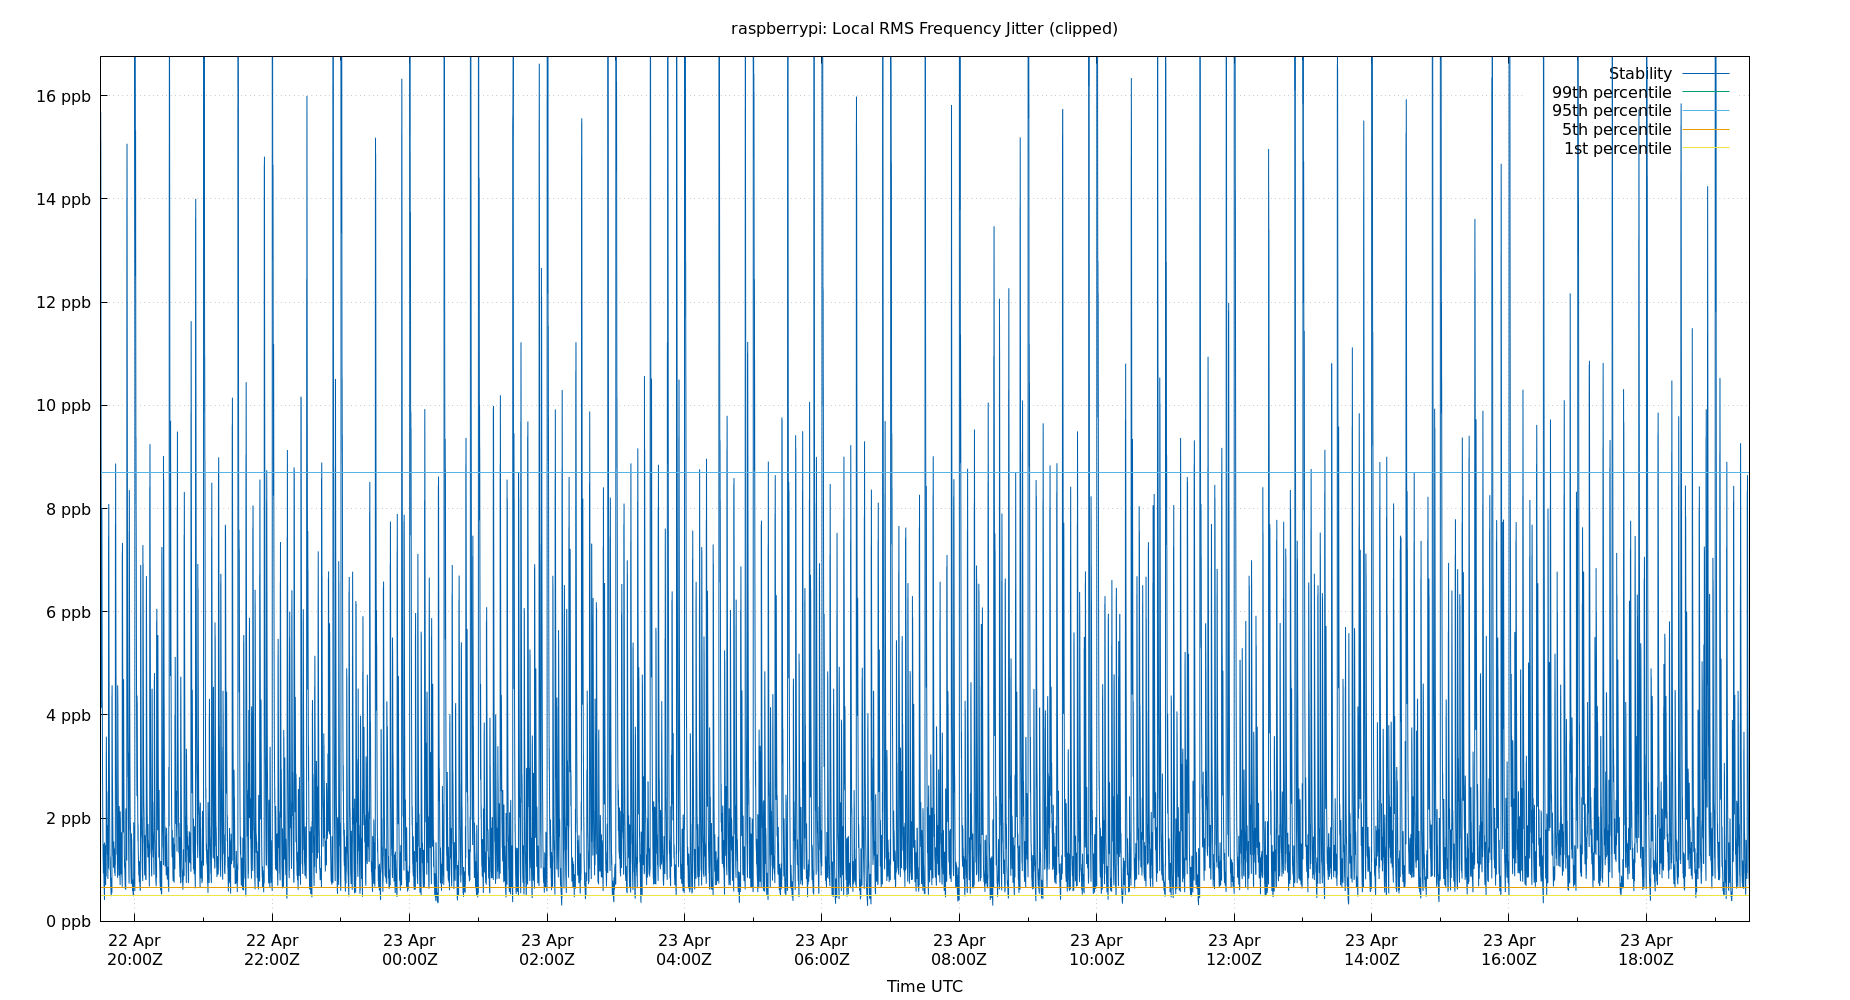 raspberrypi: Local RMS Frequency Jitter (clipped)
Stability
99th percentile
95th percentile
5th percentile
1st percentile
16 ppb
14 ppb
12 ppb
10 ppb
8 ppb
6 ppb
4 ppb
2 ppb
0 ppb
22 Apr 22 Apr 23 Apr 23 Apr 23 Apr 23 Apr 23 Apr 23 Apr 23 Apr 23 Apr 23 Apr 23 Apr
20:00Z 22:00Z 00:00Z 02:00Z 04:00Z 06:00Z 08:00Z 10:00Z 12:00Z 14:00Z 16:00Z 18:00Z
Time UTC